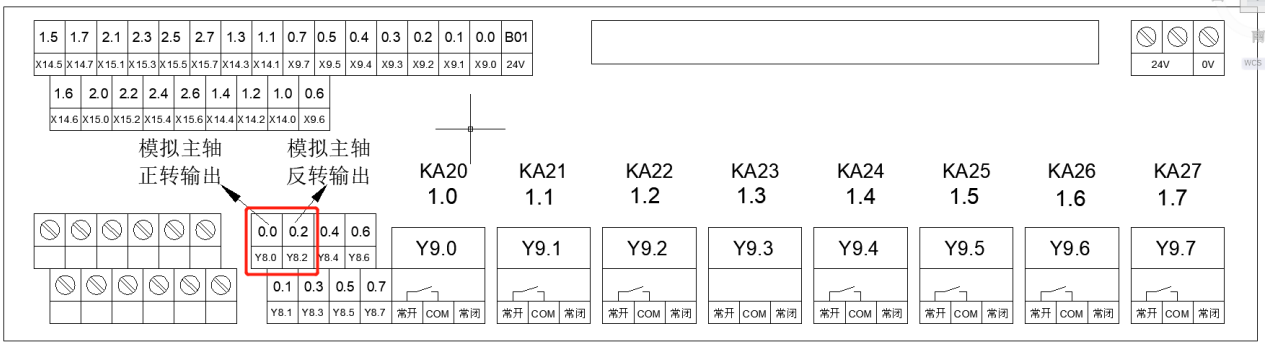 1.5 1.7 2.1 2.3 2.5 2.7 1.3 1.1 0.7 0.5 0.4 0.3 0.2 0.1 0.0 B01
X14.5 X14.7 X15.1 X15.3 X15.5 X15.7 X14.3 X14.1 X9.7 X9.5 X9.4 X9.3 X9.2 X9.1 X9.0 24V
24V 0V
WCS
1.6 2.0 2.2 2.4 2.6 1.4 1.2 1.0 0.6
X14.6 X15.0 X15.2 X15.4 X15.6 X14.4 X14.2 X14.0 X9.6
模拟主轴 模拟主轴
正转输出 反转输出
KA20 KA21 KA22 KA23 KA24 KA25 KA26 KA27
1.0 1.1 1.2 1.3 1.4 1.5 1.6 1.7
0.0 0.2 0.4 0.6
Y8.0 Y8.2 Y8.4 Y8.6
Y9.0 Y9.1 Y9.2 Y9.3 Y9.4 Y9.5 Y9.6 Y9.7
0.1 0.3 0.5 0.7
Y8.1 Y8.3 Y8.5 Y8.7
常开 COM 常闭 常开 COM 常闭 常开 COM 常闭 常开 COM 常闭 常开 COM 常闭 常开 COM 常闭 常开 COM 常闭 常开 COM 常闭